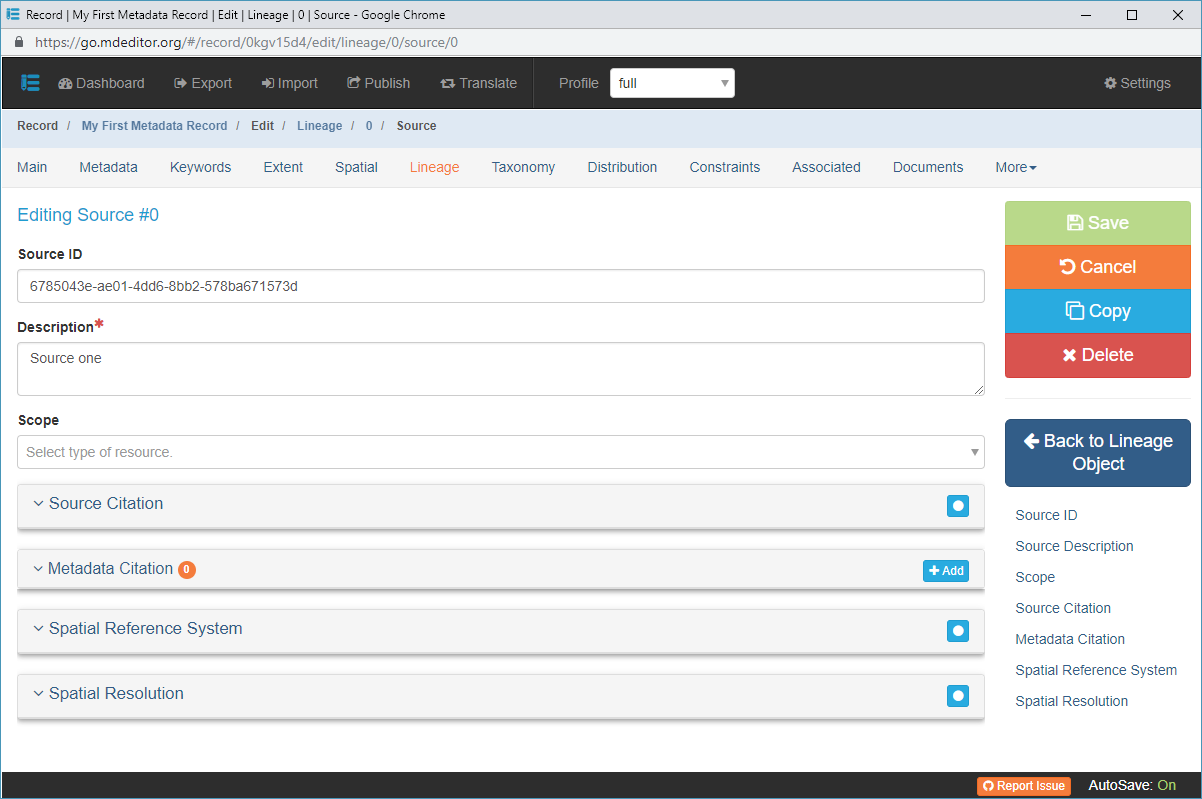 Record | My First Metadata Record | Edit | Lineage | 0 | Source - Google Chrome
https://go.mdeditor.org/#/record/0kgv15d4/edit/lineage/0/source/0
Dashboard Export Import Publish Translate Profile full Settings
Record / My First Metadata Record / Edit / Lineage / 0 / Source
Main Metadata Keywords Extent Spatial Lineage Taxonomy Distribution Constraints Associated Documents More
Editing Source #0
Source ID
6785043e-ae01-4dd6-8bb2-578ba671573d
Description*
Source one
Scope
Select type of resource.
Source Citation
Metadata Citation 0 Add
Spatial Reference System
Spatial Resolution
Save
Cancel
Copy
Delete
Back to Lineage
Object
Source ID
Source Description
Scope
Source Citation
Metadata Citation
Spatial Reference System
Spatial Resolution
Report Issue AutoSave: On